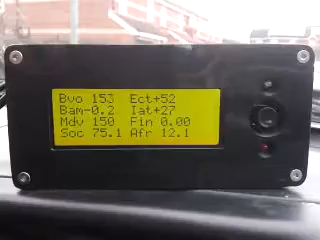 Bvo 153 Ect+52
Bam-0.2 Iat+27
Mdv 150 Fin 0.00
Soc 75.1 Afr 12.1